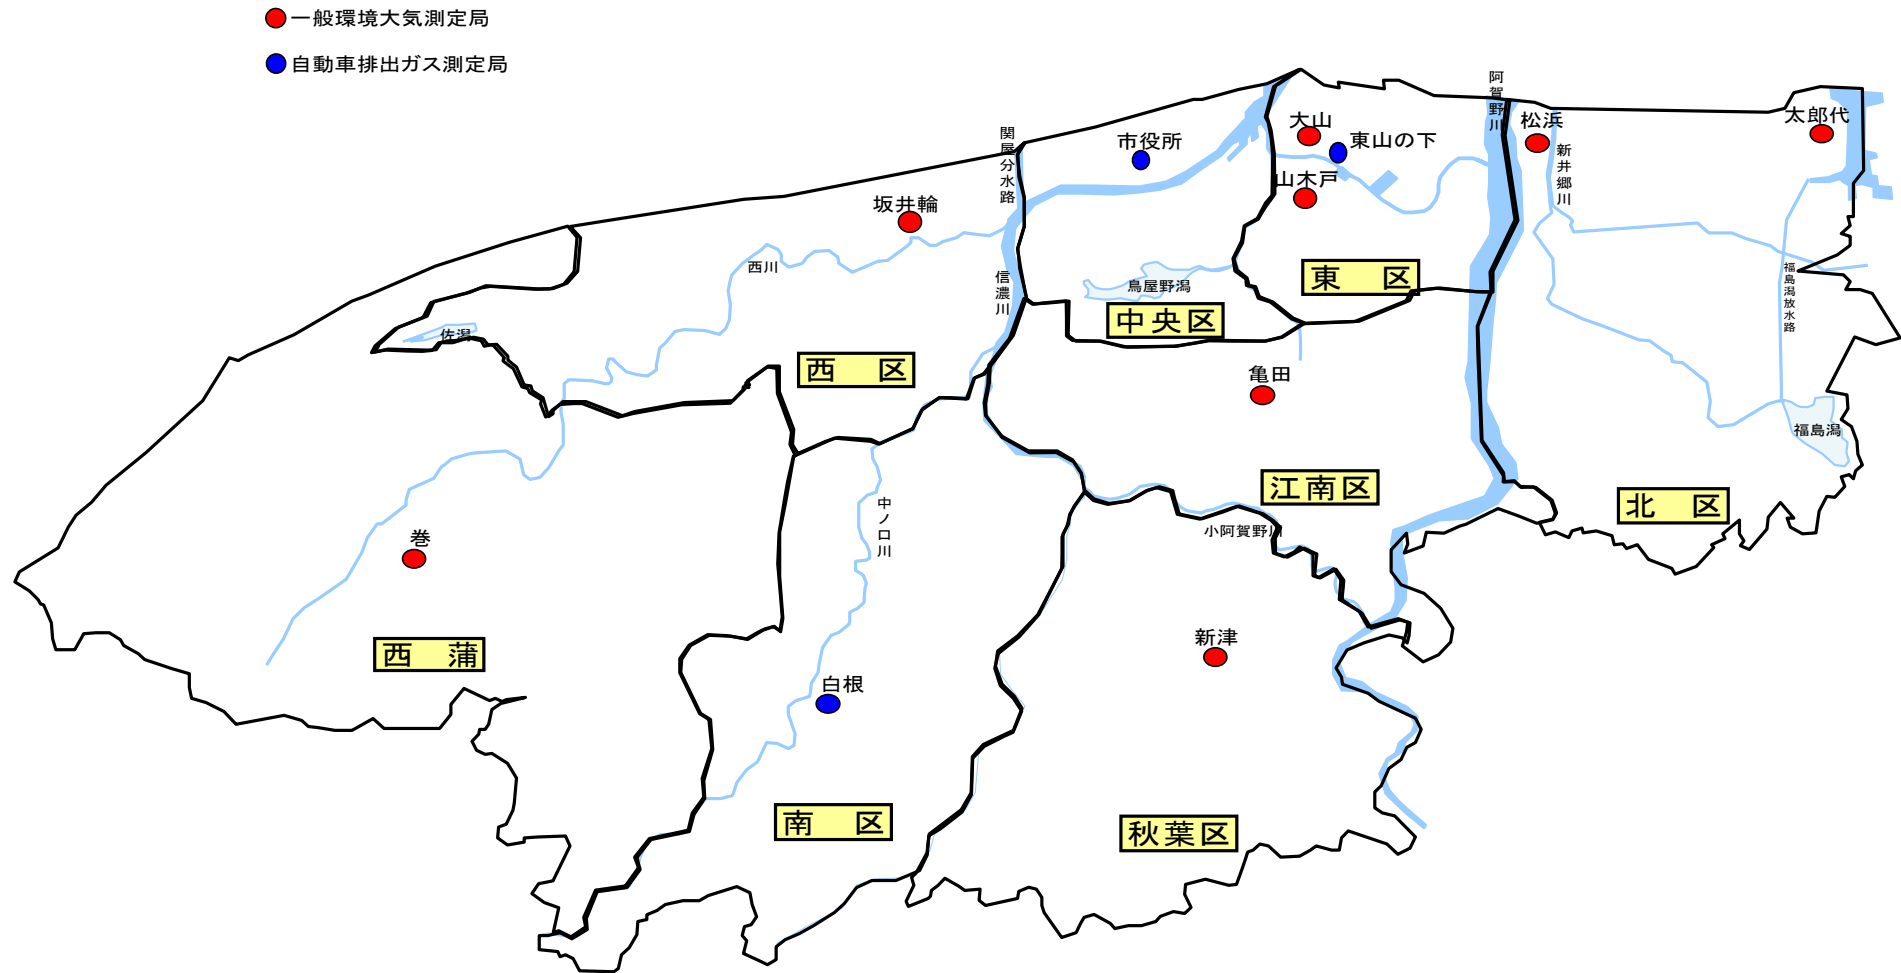 一般環境大気測定局
自動車排出ガス測定局
阿賀野川
太郎代
大山
松浜
関屋分水路
市役所
東山の下
新井郷川
山木戸
坂井輪
西川
東　区
福島潟放水路
信濃川
鳥屋野潟
中央区
佐潟
西　区
亀田
福島潟
江南区
北　区
中ノ口川
小阿賀野川
巻
新津
西　蒲
白根
南　区
秋葉区